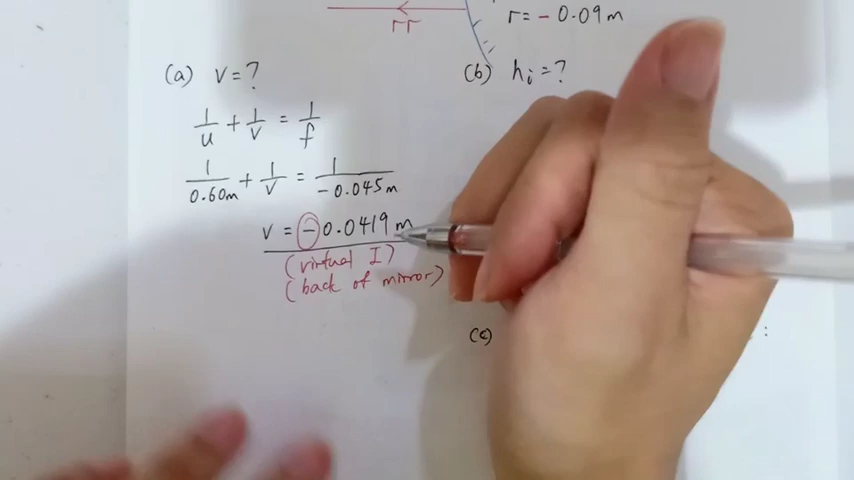 rr
r = - 0.09 m
(a) v = ?
1/u + 1/v = 1/f
1/0.60m + 1/v = 1/-0.045m
v = -0.0419 m
(virtual I)
(back of mirror)
(b) hi = ?
(c) :